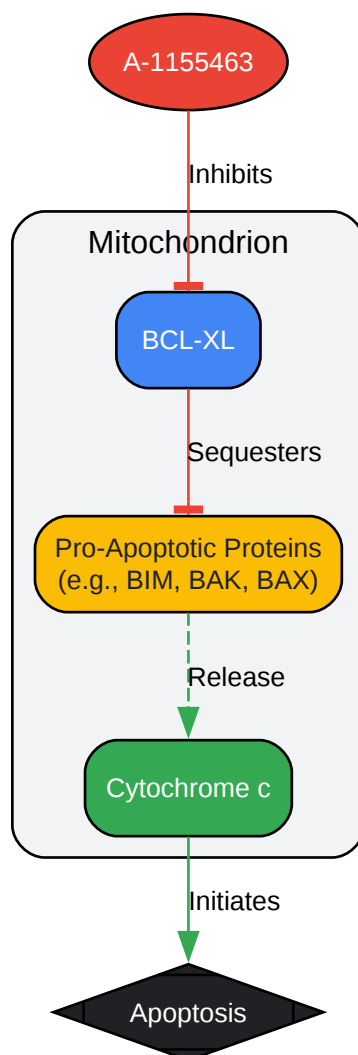 A-1155463
Inhibits
Mitochondrion
BCL-XL
Sequesters
Pro-Apoptotic Proteins
(e.g., BIM, BAK, BAX)
Release
Cytochrome c
Initiates
Apoptosis